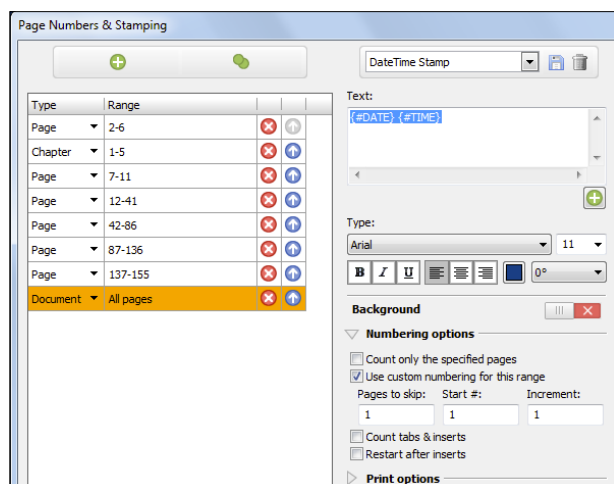 Page Numbers & Stamping
DateTime Stamp
Type Range
Page 2-6
Chapter 1-5
Page 7-11
Page 12-41
Page 42-86
Page 87-136
Page 137-155
Document All pages
Text:
{#DATE} {#TIME}
Type:
Arial 11
B I U 0°
Background
Numbering options
Count only the specified pages
Use custom numbering for this range
Pages to skip: Start #: Increment:
1 1 1
Count tabs & inserts
Restart after inserts
Print options